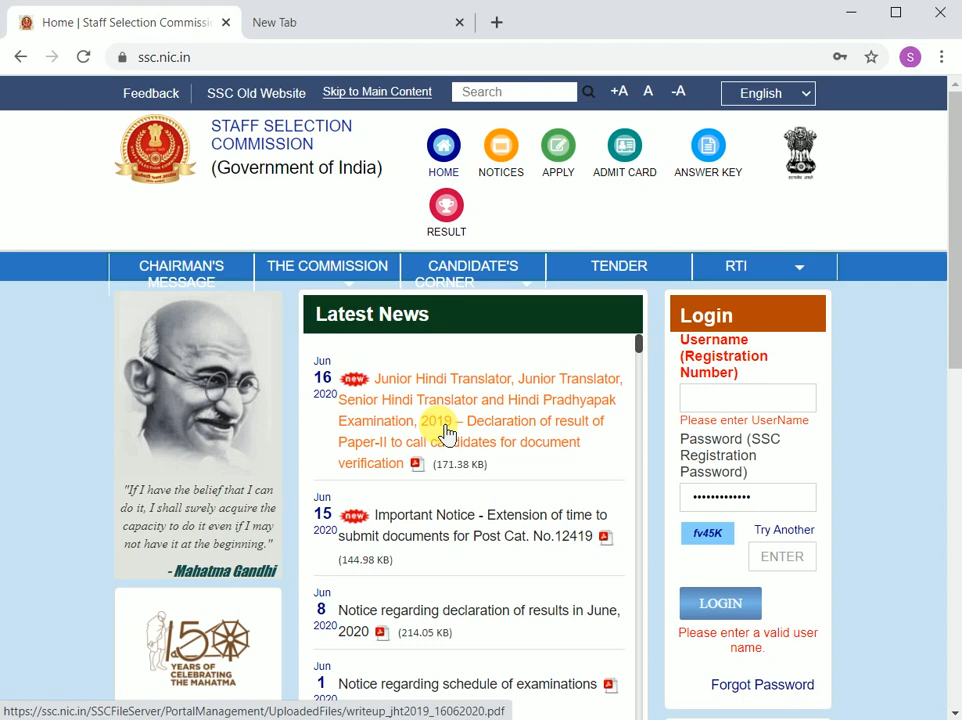 Home | Staff Selection Commissi
New Tab
ssc.nic.in
S
Feedback
SSC Old Website
Skip to Main Content
Search
+A
A
-A
English
STAFF SELECTION
COMMISSION
(Government of India)
HOME
NOTICES
APPLY
ADMIT CARD
ANSWER KEY
RESULT
CHAIRMAN'S
MESSAGE
THE COMMISSION
CANDIDATE'S
CORNER
TENDER
RTI
"If I have the belief that I can
do it, I shall surely acquire the
capacity to do it even if I may
not have it at the beginning."
- Mahatma Gandhi
150
YEARS OF
CELEBRATING
THE MAHATMA
Latest News
Jun
16
2020
new Junior Hindi Translator, Junior Translator,
Senior Hindi Translator and Hindi Pradhyapak
Examination, 2019 – Declaration of result of
Paper-II to call candidates for document
verification (171.38 KB)
Jun
15
2020
new Important Notice - Extension of time to
submit documents for Post Cat. No.12419
(144.98 KB)
Jun
8
2020
Notice regarding declaration of results in June,
2020 (214.05 KB)
Jun
1
2020
Notice regarding schedule of examinations
Login
Username
(Registration
Number)
Please enter UserName
Password (SSC
Registration
Password)
•••••••••••••
fv45K
Try Another
ENTER
LOGIN
Please enter a valid user
name.
Forgot Password
https://ssc.nic.in/SSCFileServer/PortalManagement/UploadedFiles/writeup_jht2019_16062020.pdf